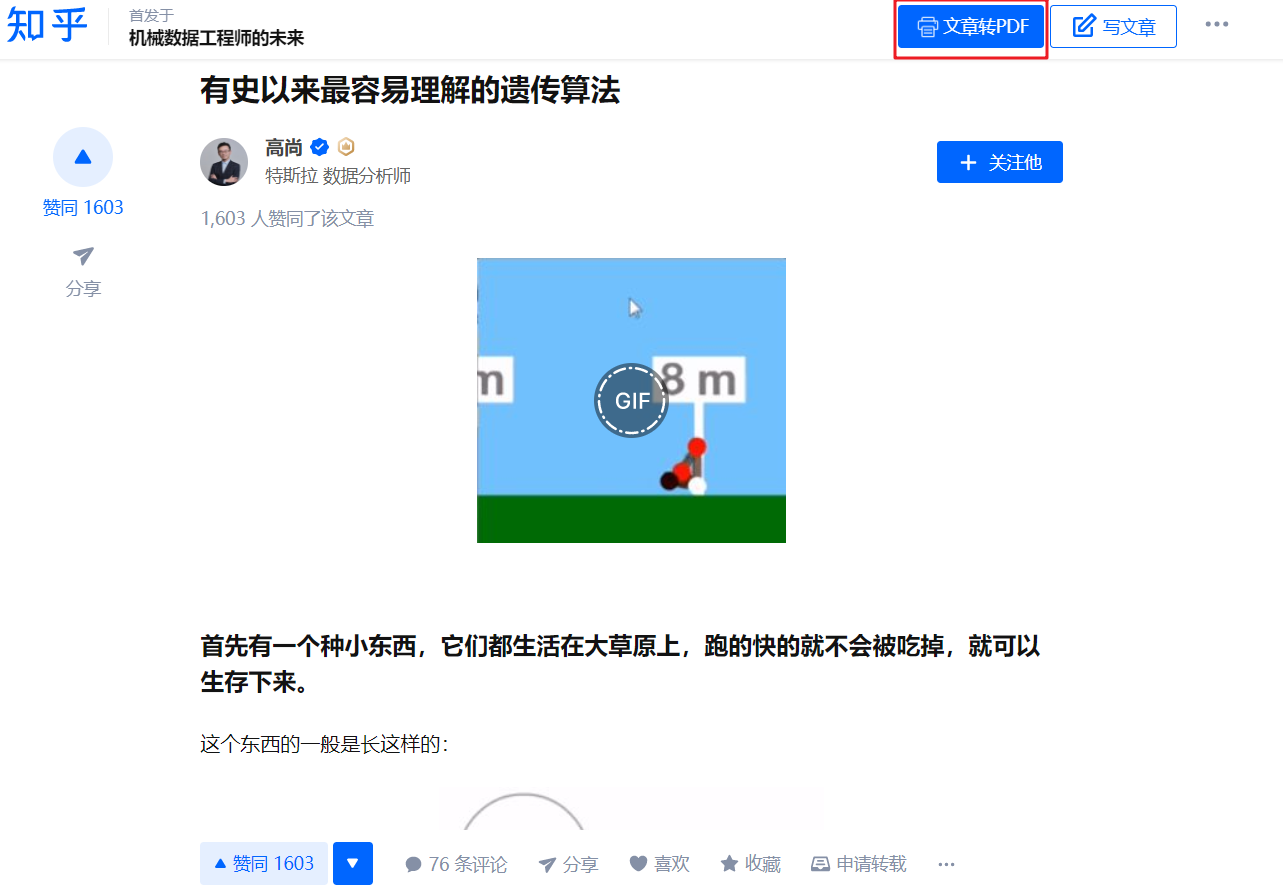 知乎
首发于
机械数据工程师的未来
文章转PDF
写文章
有史以来最容易理解的遗传算法
高尚
特斯拉 数据分析师
关注他
赞同 1603
分享
1,603 人赞同了该文章
m
8 m
GIF
首先有一个种小东西，它们都生活在大草原上，跑的快的就不会被吃掉，就可以
生存下来。
这个东西的一般是长这样的：
赞同 1603
76 条评论
分享
喜欢
收藏
申请转载